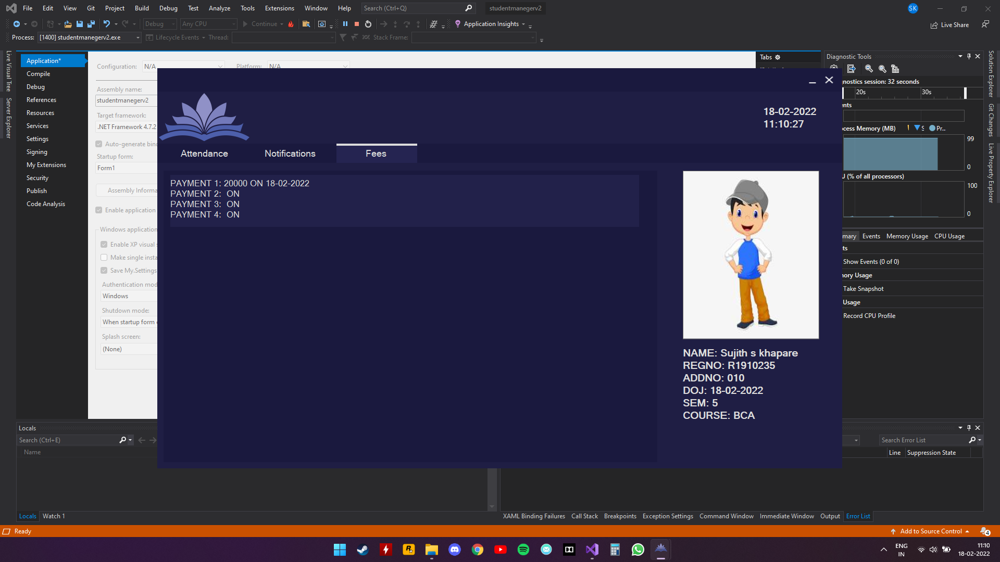 File Edit View Git Project Build Debug Test Analyze Tools Extensions Window Help Search (Ctrl+Q) studentmanegerv2 SK
Debug Any CPU Continue Application Insights Live Share
Process: [1400] studentmanegerv2.exe Lifecycle Events Thread: Stack Frame:
Live Visual Tree
Server Explorer
Application*
Compile
Debug
References
Resources
Services
Settings
Signing
My Extensions
Security
Publish
Code Analysis
Configuration: N/A Platform: N/A
Assembly name:
studentmanegerv2
Target framework:
.NET Framework 4.7.2
Auto-generate bin
Startup form:
Form1
Assembly Informa
Enable application
Windows application
Enable XP visual
Make single insta
Save My.Settings
Authentication mod
Windows
Shutdown mode:
When startup form
Splash screen:
(None)
Tabs
18-02-2022
11:10:27
Attendance Notifications Fees
PAYMENT 1: 20000 ON 18-02-2022
PAYMENT 2: ON
PAYMENT 3: ON
PAYMENT 4: ON
NAME: Sujith s khapare
REGNO: R1910235
ADDNO: 010
DOJ: 18-02-2022
SEM: 5
COURSE: BCA
Diagnostic Tools
nostics session: 32 seconds
20s 30s
ents
cess Memory (MB) S Pr...
99
0
U (% of all processors)
100
0
mary Events Memory Usage CPU Usage
ts
Show Events (0 of 0)
ory Usage
Take Snapshot
Usage
Record CPU Profile
Solution Explorer
Git Changes
Live Property Explorer
Locals
Search (Ctrl+E)
Name
Search Error List
Line Suppression State
Locals Watch 1
XAML Binding Failures Call Stack Breakpoints Exception Settings Command Window Immediate Window Output Error List
Ready Add to Source Control 4
ENG
IN
11:10
18-02-2022